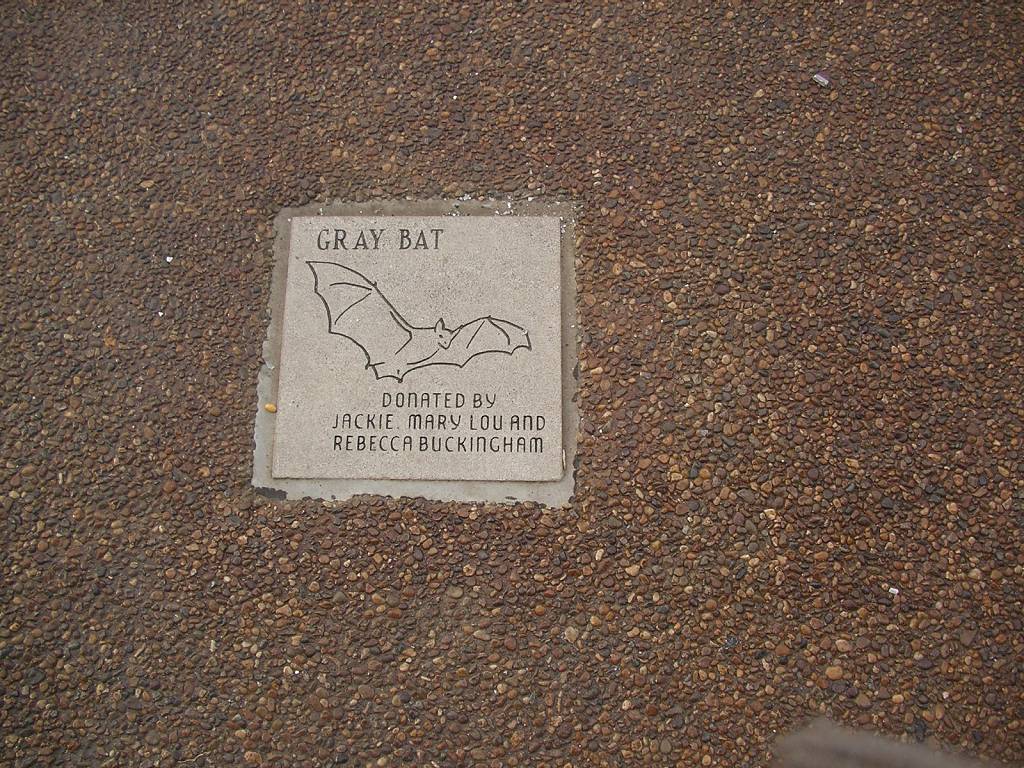 GRAY BAT
DONATED BY
JACKIE, MARY LOU AND
REBECCA BUCKINGHAM